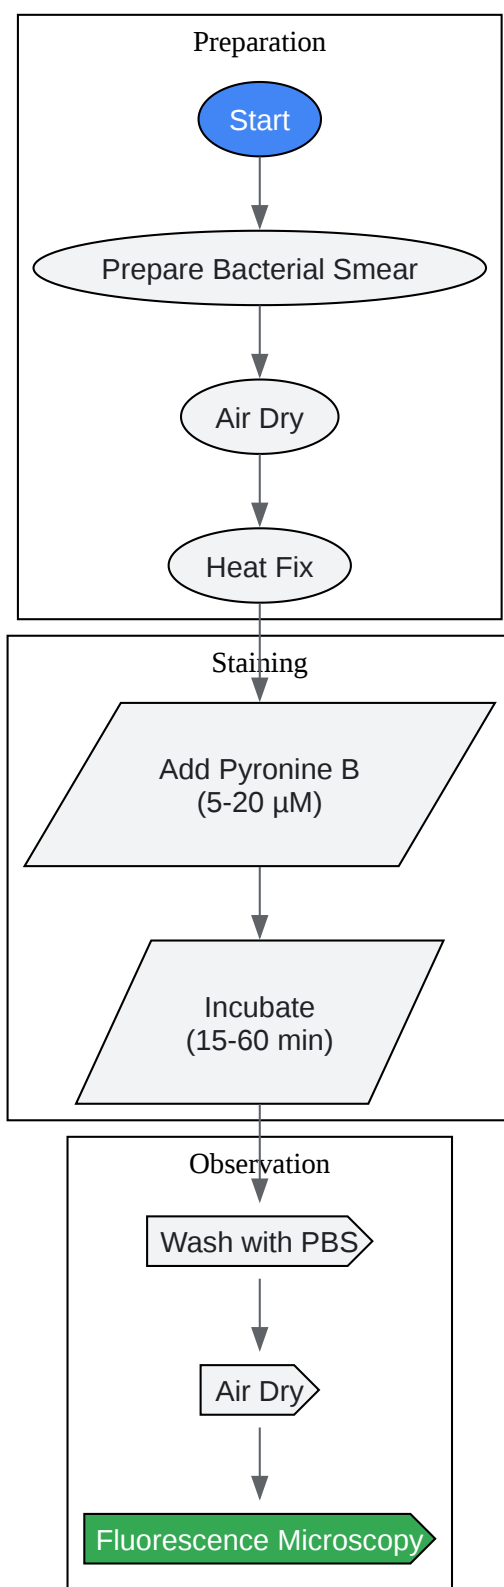 Preparation
Start
Prepare Bacterial Smear
Air Dry
Heat Fix
Staining
Add Pyronine B
(5-20 µM)
Incubate
(15-60 min)
Observation
Wash with PBS
Air Dry
Fluorescence Microscopy